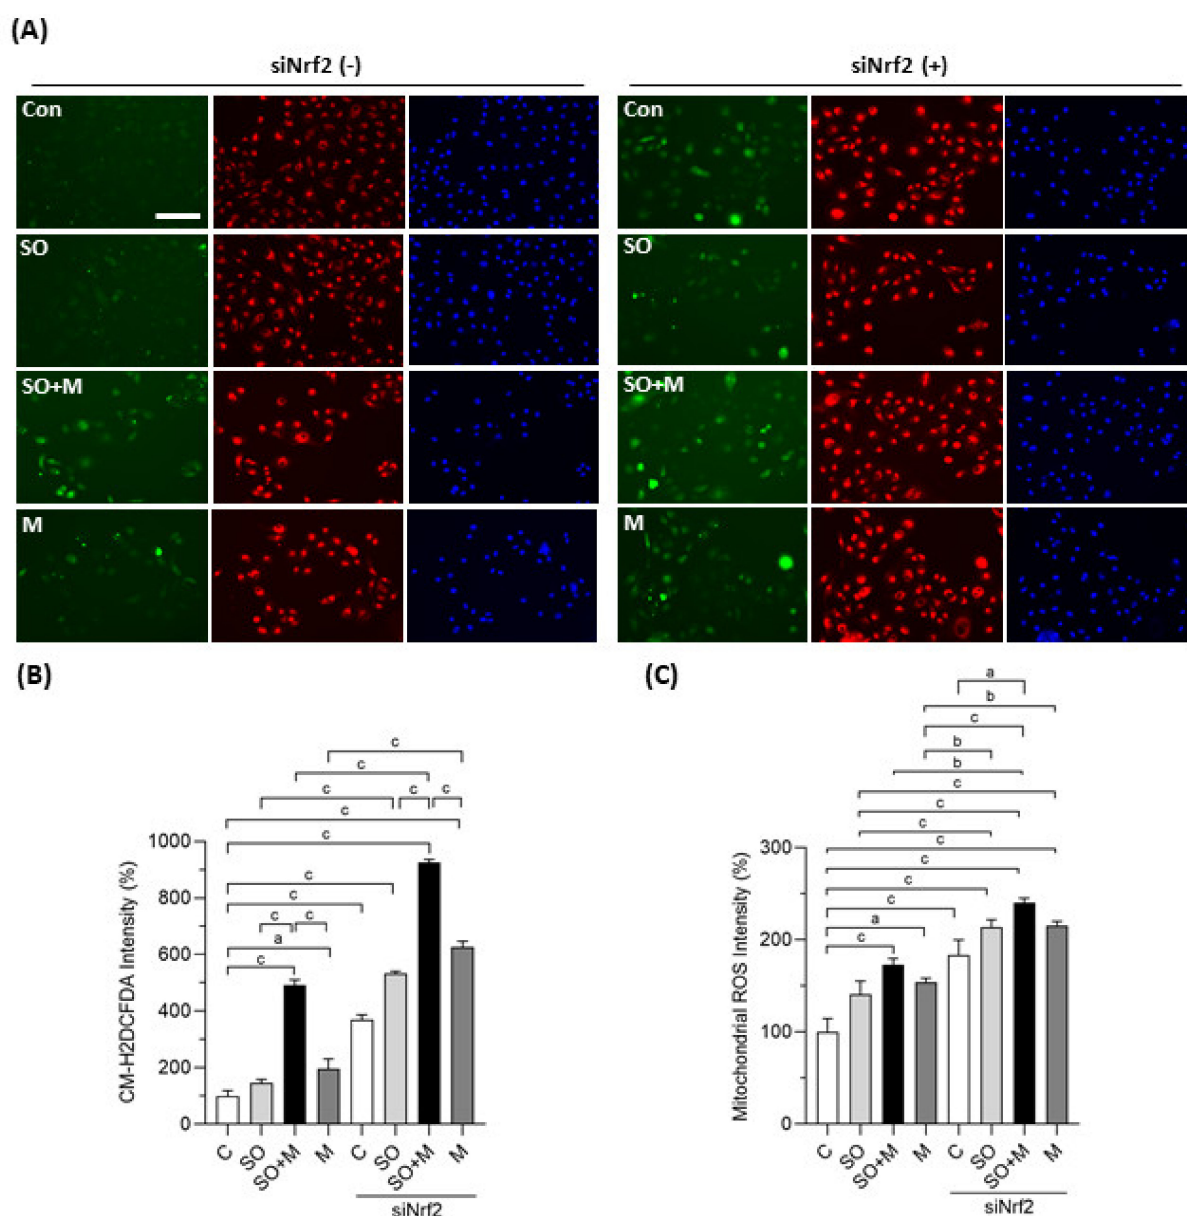 (A)
siNrf2 (-)
siNrf2 (+)
Con
Con
SO
SO
SO+M
SO+M
M
M
(B)
(C)
c
c
c
c
c
c
c
c
c
c
c
a
c
1000
800
600
400
200
0
CM-H2DCFDA Intensity (%)
C
SO
SO+M
M
C
SO
SO+M
M
siNrf2
a
b
c
b
b
c
c
c
c
c
c
c
a
c
300
200
100
0
Mitochondrial ROS Intensity (%)
C
SO
SO+M
M
C
SO
SO+M
M
siNrf2